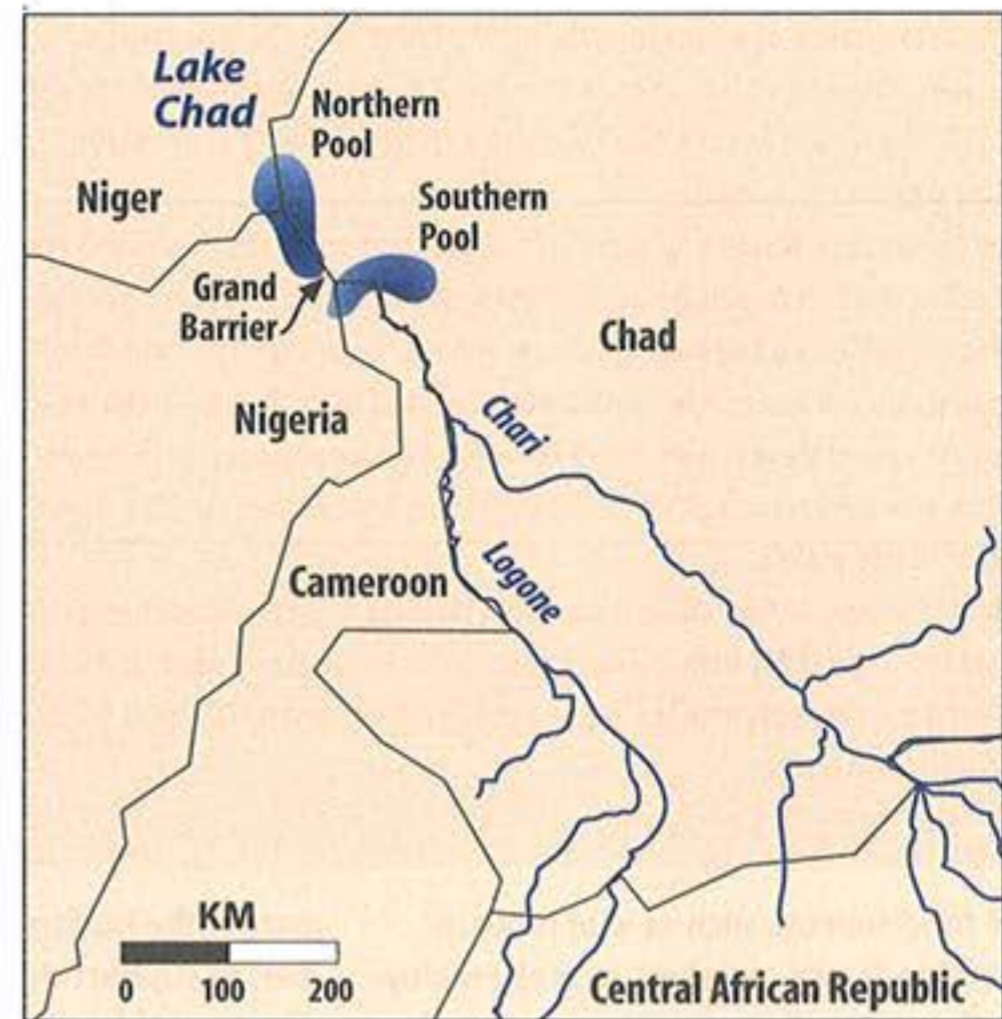 Lake
Chad
Northern
Pool
Niger
Southern
Pool
Grand
Barrier
Chad
Nigeria
Chari
Cameroon
Logone
KM
0 100 200
Central African Republic